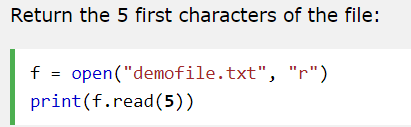 Return the 5 first characters of the file:
f = open("demofile.txt", "r")
print(f.read(5))